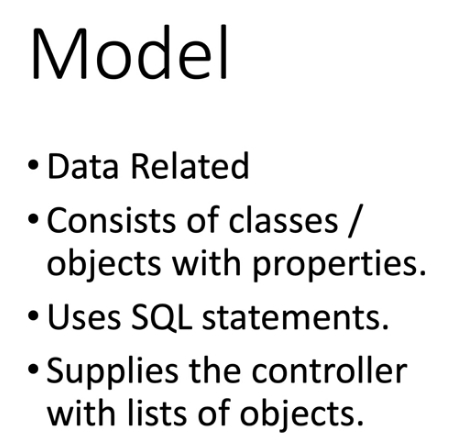 Model
• Data Related
• Consists of classes /
objects with properties.
• Uses SQL statements.
• Supplies the controller
with lists of objects.